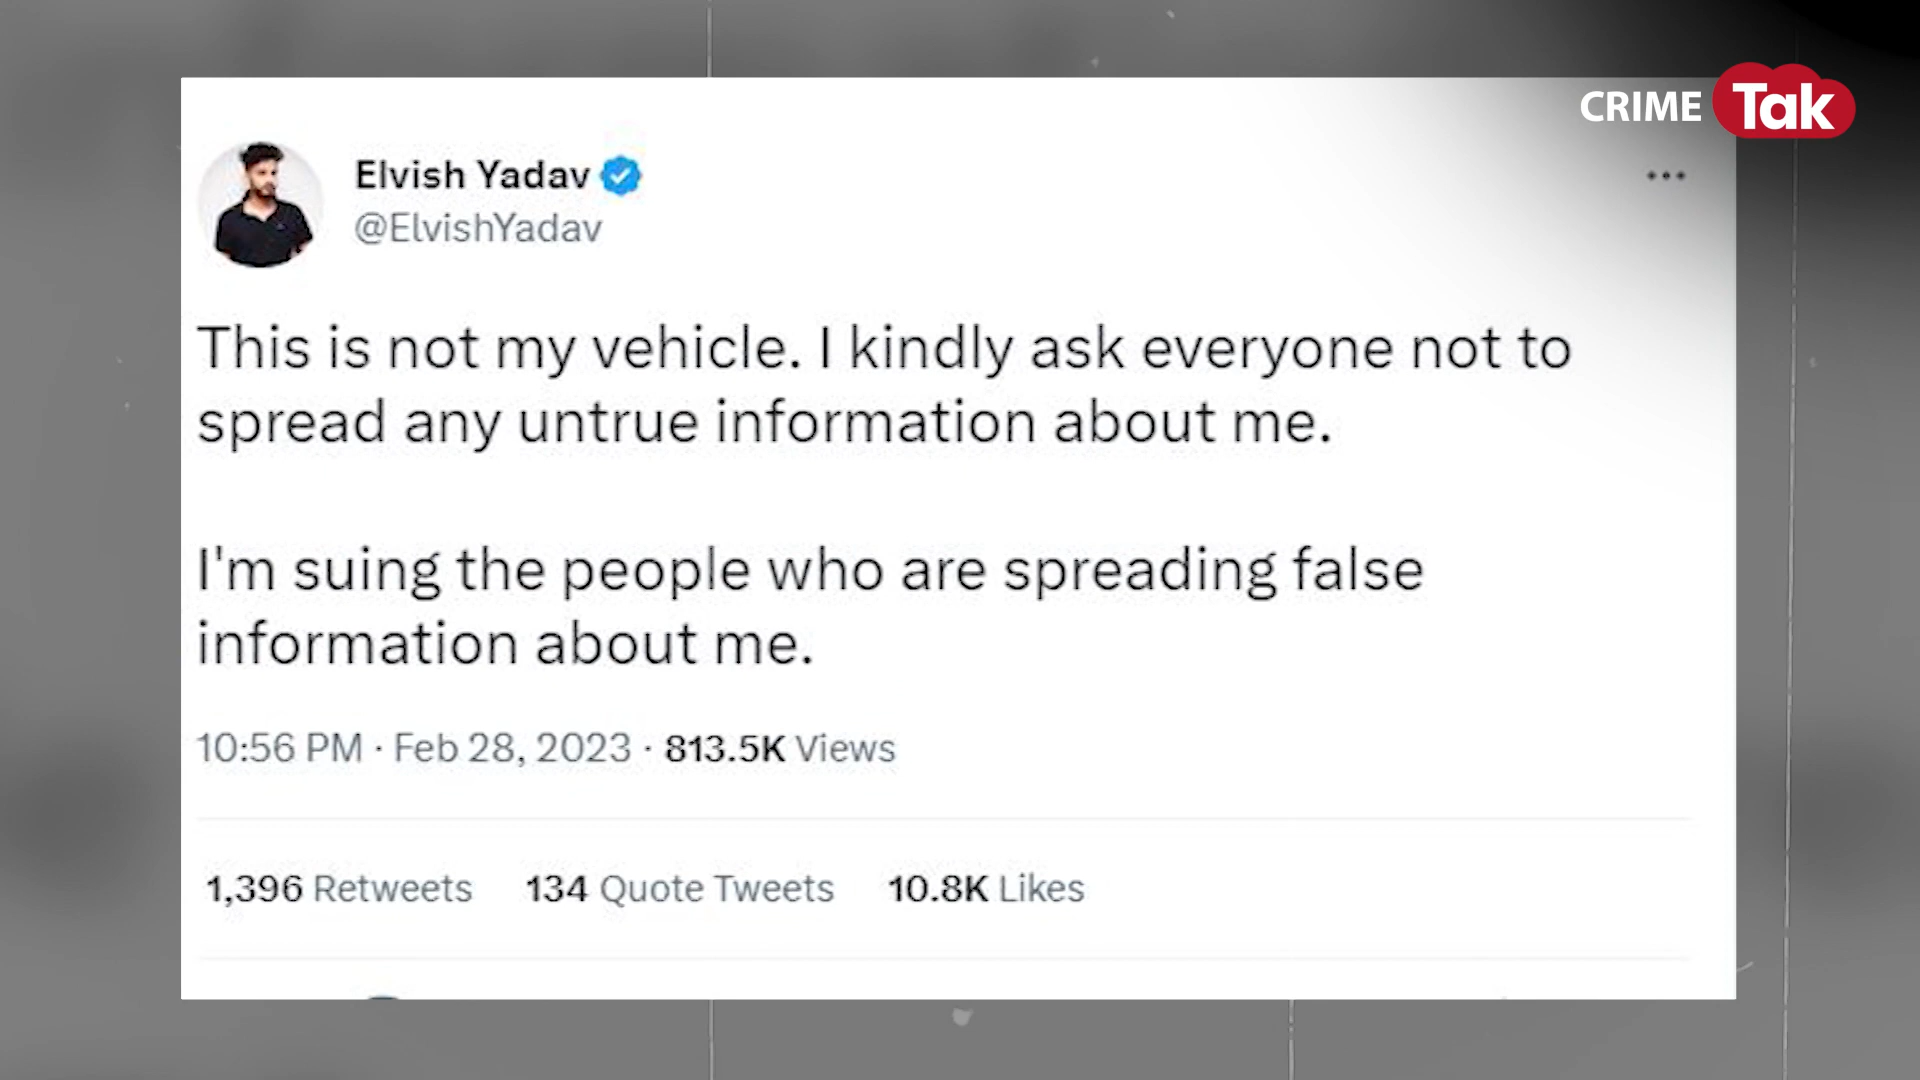 CRIME Tak
Elvish Yadav
@ElvishYadav
This is not my vehicle. I kindly ask everyone not to
spread any untrue information about me.
I'm suing the people who are spreading false
information about me.
10:56 PM · Feb 28, 2023 · 813.5K Views
1,396 Retweets 134 Quote Tweets 10.8K Likes